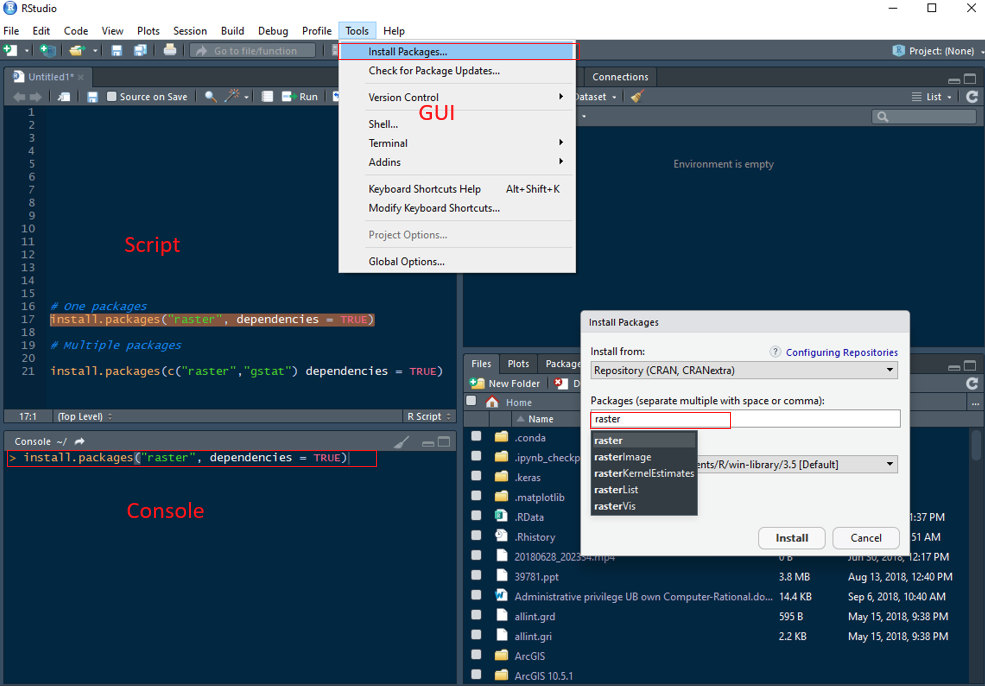 RStudio
File Edit Code View Plots Session Build Debug Profile Tools Help
Go to file/function
Project: (None)
Install Packages...
Check for Package Updates...
Version Control
GUI
Shell...
Terminal
Addins
Keyboard Shortcuts Help Alt+Shift+K
Modify Keyboard Shortcuts...
Project Options...
Global Options...
Untitled1*
Source on Save Run
1
2
3
4
5
6
7
8
9
10
11
Script
12
13
14
15
16 # One packages
17 install.packages("raster", dependencies = TRUE)
18
19 # Multiple packages
20
21 install.packages(c("raster","gstat") dependencies = TRUE)
17:1 (Top Level) R Script
Console ~/
> install.packages("raster", dependencies = TRUE)
Console
Connections
Dataset List
Environment is empty
Install Packages
Install from: ? Configuring Repositories
Repository (CRAN, CRANextra)
Packages (separate multiple with space or comma):
raster
raster
rasterImage
rasterKernelEstimates
rasterList
rasterVis
ents/R/win-library/3.5 [Default]
Install Cancel
Files Plots Package
New Folder D
Home ...
Name
.conda
.ipynb_checkp
.keras
.matplotlib
.RData 1:37 PM
.Rhistory 51 AM
20180628_202334.mp4 0 B Jun 30, 2018, 12:17 PM
39781.ppt 3.8 MB Aug 13, 2018, 12:40 PM
Administrative privilege UB own Computer-Rational.do... 14.4 KB Sep 6, 2018, 10:40 AM
allint.grd 595 B May 15, 2018, 9:38 PM
allint.gri 2.2 KB May 15, 2018, 9:38 PM
ArcGIS
ArcGIS 10.5.1